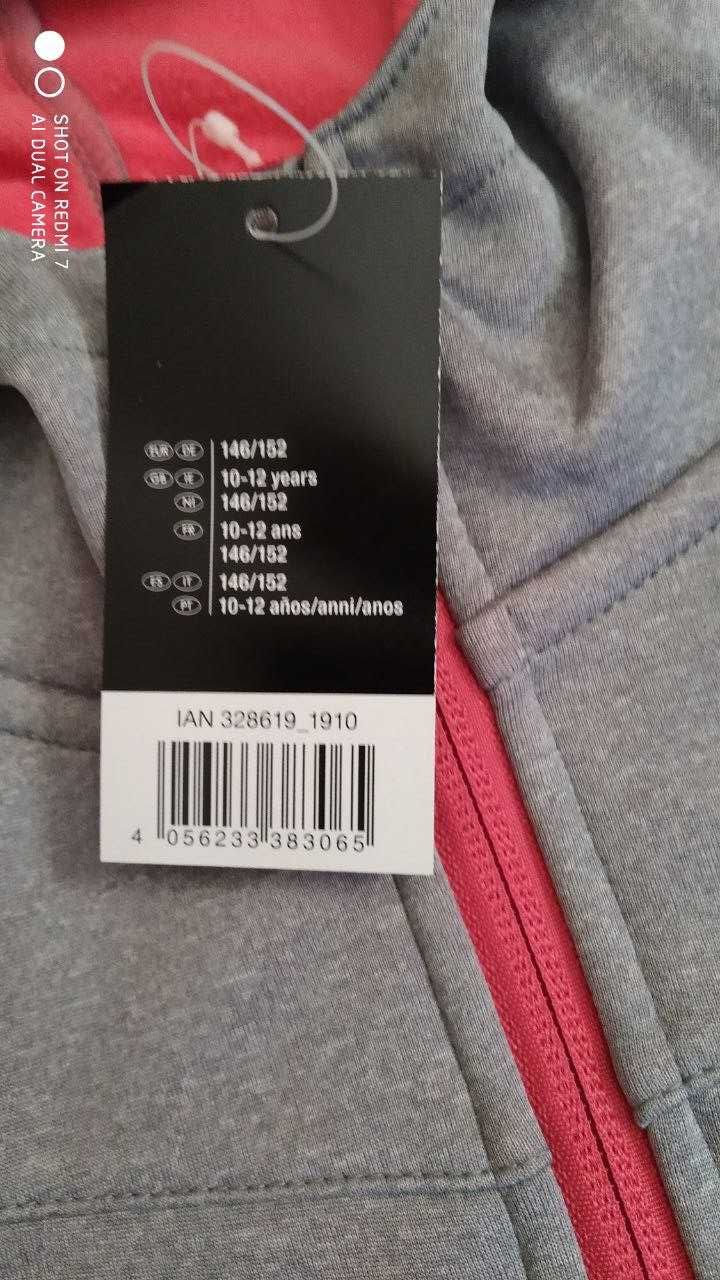 SHOT ON REDMI 7
AI DUAL CAMERA
EUR DE 146/152
GB IE 10-12 years
NL 146/152
FR 10-12 ans
146/152
ES IT 146/152
PT 10-12 años/anni/anos
IAN 328619_1910
4 056233 383065